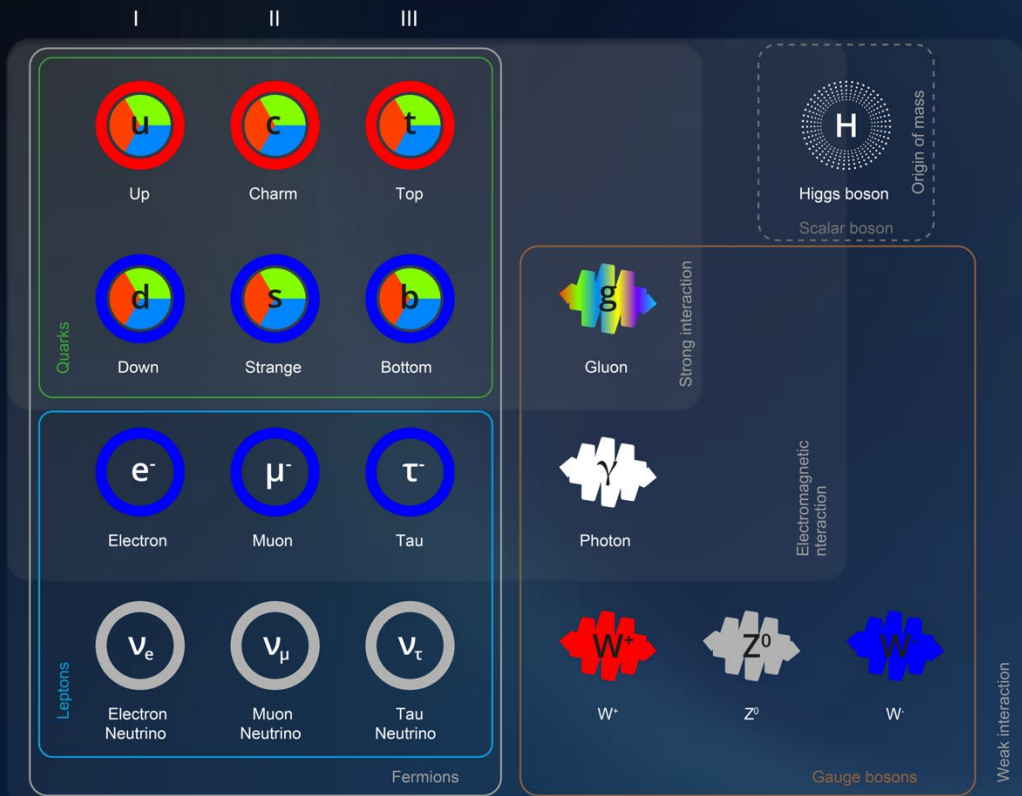 I II III
u c t H
Up Charm Top Higgs boson
Origin of mass
Scalar boson
d s b g
Down Strange Bottom Gluon
Quarks
Strong interaction
e⁻ μ⁻ τ⁻ γ
Electron Muon Tau Photon
Electromagnetic
nteraction
νₑ ν_μ ν_τ W⁺ Z⁰ W⁻
Electron Muon Tau W⁺ Z⁰ W⁻
Neutrino Neutrino Neutrino
Leptons
Weak interaction
Fermions Gauge bosons